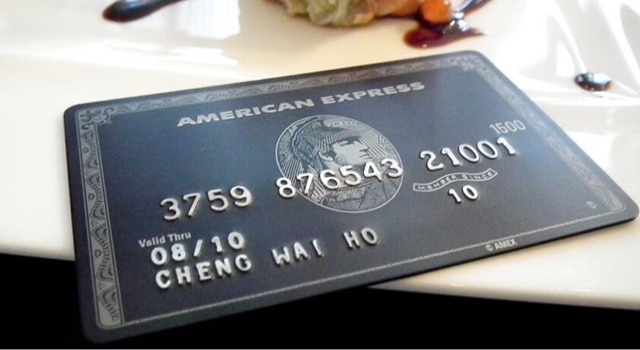 AMERICAN EXPRESS
1500
3759 876543 21001
MEMBER SINCE
10
Valid Thru
08/10
CHENG WAI HO
© AMEX